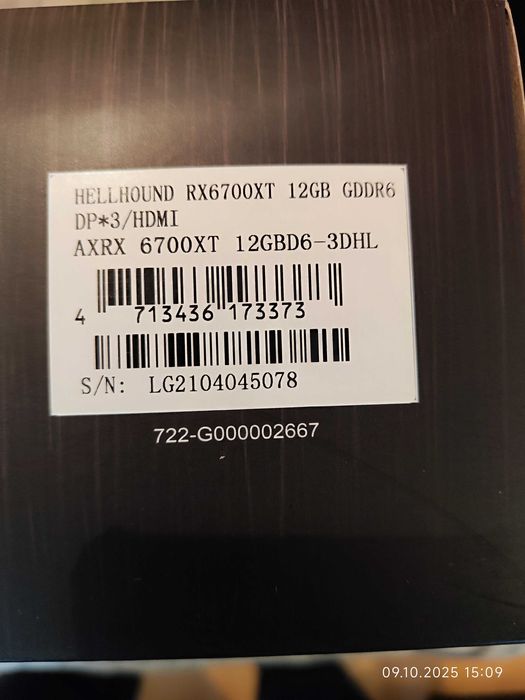 HELLHOUND RX6700XT 12GB GDDR6
DP*3/HDMI
AXRX 6700XT 12GBD6-3DHL
4 713436 173373
S/N: LG2104045078
722-G000002667
09.10.2025 15:09